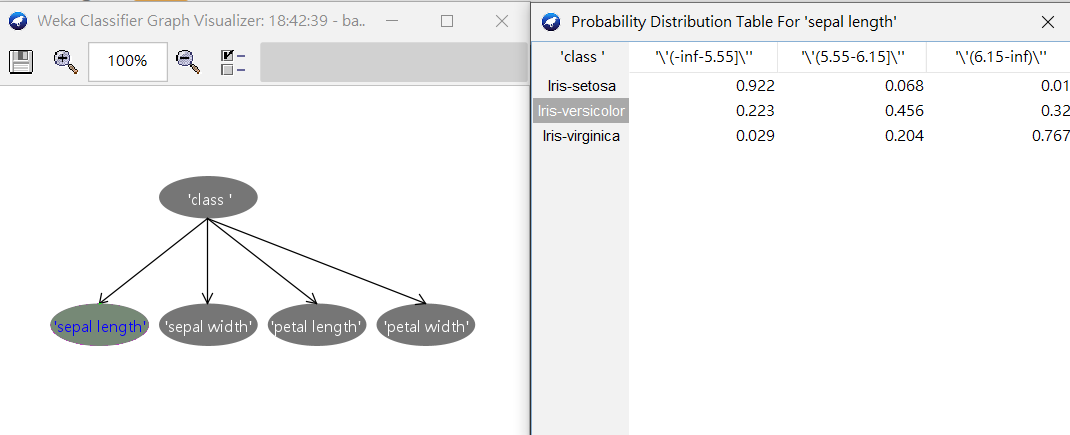 Weka Classifier Graph Visualizer: 18:42:39 - ba..
100%
'class '
'sepal length' 'sepal width' 'petal length' 'petal width'
Probability Distribution Table For 'sepal length'
'class ' '\'(-inf-5.55]\'' '\'(5.55-6.15]\'' '\'(6.15-inf)\''
Iris-setosa 0.922 0.068 0.01
Iris-versicolor 0.223 0.456 0.32
Iris-virginica 0.029 0.204 0.767